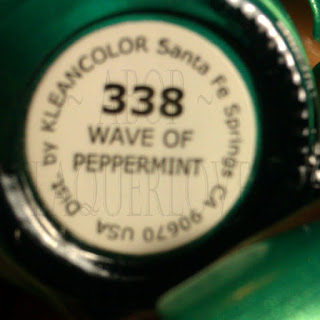 Dist. by KLEANCOLOR Santa Fe Springs CA 90670 USA
338
WAVE OF
PEPPERMINT